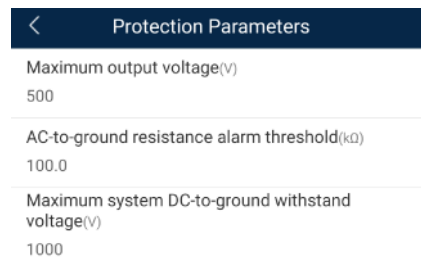 Protection Parameters
Maximum output voltage(V)
500
AC-to-ground resistance alarm threshold(kΩ)
100.0
Maximum system DC-to-ground withstand
voltage(V)
1000